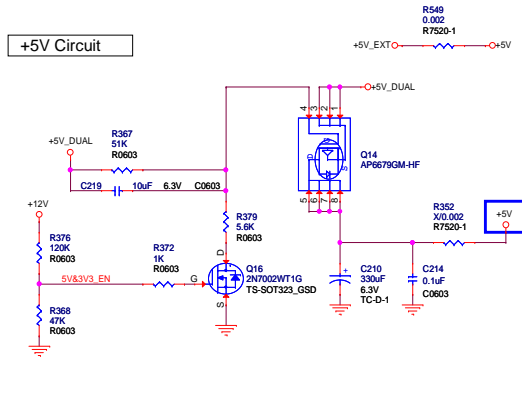 R549
0.002
R7520-1
+5V_EXT
+5V
+5V Circuit
+5V_DUAL
4
3
2
1
R367
51K
R0603
+5V_DUAL
D
S
Q14
AP6679GM-HF
C219
10uF
6.3V
C0603
5
6
7
8
+12V
R379
5.6K
R0603
R352
X/0.002
R7520-1
+5V
R376
120K
R0603
R372
1K
R0603
D
Q16
2N7002WT1G
TS-SOT323_GSD
G
S
5V&3V3_EN
C210
330uF
6.3V
TC-D-1
+
C214
0.1uF
C0603
R368
47K
R0603